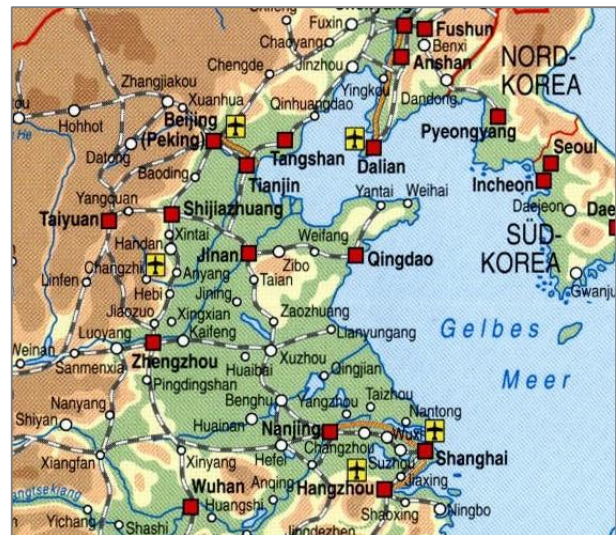 Fuxin
Fushun
Chaoyang
Benxi
Anshan
Jinzhou
NORD-
KOREA
Chengde
Zhangjiakou
Yingkou
Xuanhua
Qinhuangdao
Dandong
Hohhot
Beijing
(Peking)
Pyeongyang
Tangshan
Dalian
Seoul
Datong
Tianjin
Incheon
Baoding
Yantai
Weihai
Yangquan
Shijiazhuang
Daejeon
Taiyuan
Xintai
SÜD-
KOREA
Handan
Jinan
Weifang
Zibo
Qingdao
Changzhi
Anyang
Taian
Linfen
Hebi
Jining
Jiaozuo
Xingxian
Zaozhuang
Luoyang
Kaifeng
Lianyungang
Gelbes
Meer
Zhengzhou
Xuzhou
Sanmenxia
Huaibai
Pingdingshan
Qingjian
Benghu
Yangzhou
Taizhou
Nanyang
Nantong
Shiyan
Huainan
Nanjing
Changzhou
Wuxi
Xiangfan
Xinyang
Hefei
Suzhou
Shanghai
Wuhan
Anqing
Hangzhou
Jiaxing
Yichang
Huangshi
Shaoxing
Ningbo
Shashi
Jingdezhen